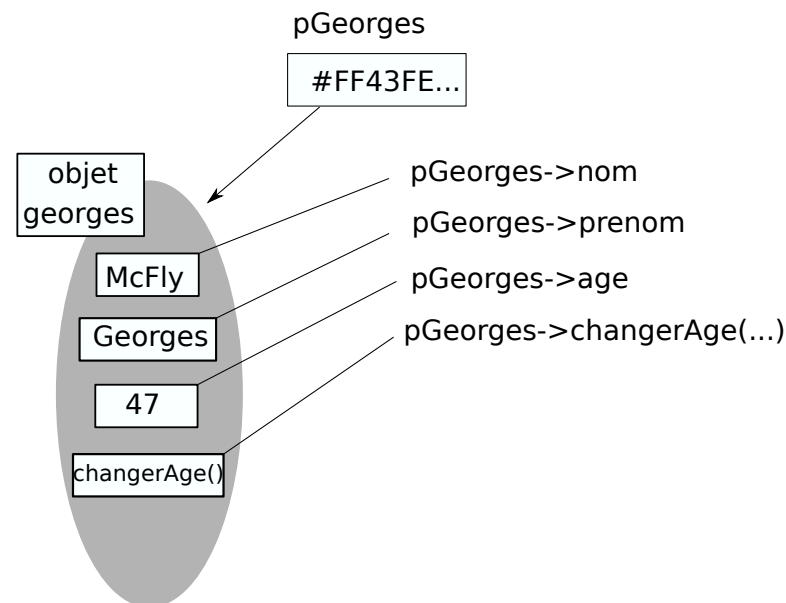 pGeorges
#FF43FE...
objet
georges
pGeorges->nom
pGeorges->prenom
McFly
pGeorges->age
Georges
pGeorges->changerAge(...)
47
changerAge()